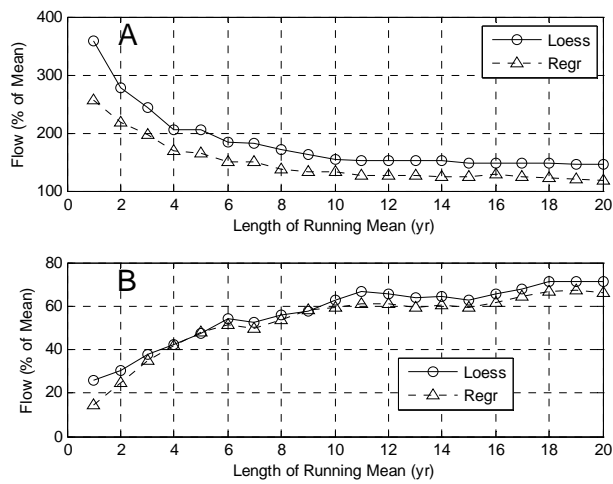 400
A
Loess
Regr
300
200
100
Flow (% of Mean)
0 2 4 6 8 10 12 14 16 18 20
Length of Running Mean (yr)
80
B
60
40
20
0
Flow (% of Mean)
Loess
Regr
0 2 4 6 8 10 12 14 16 18 20
Length of Running Mean (yr)